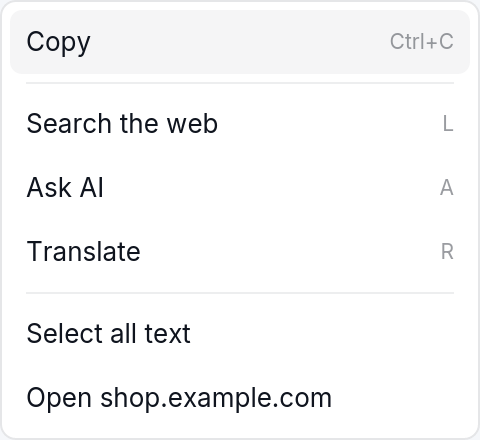 Copy Ctrl+C
Search the web L
Ask AI A
Translate R
Select all text
Open shop.example.com